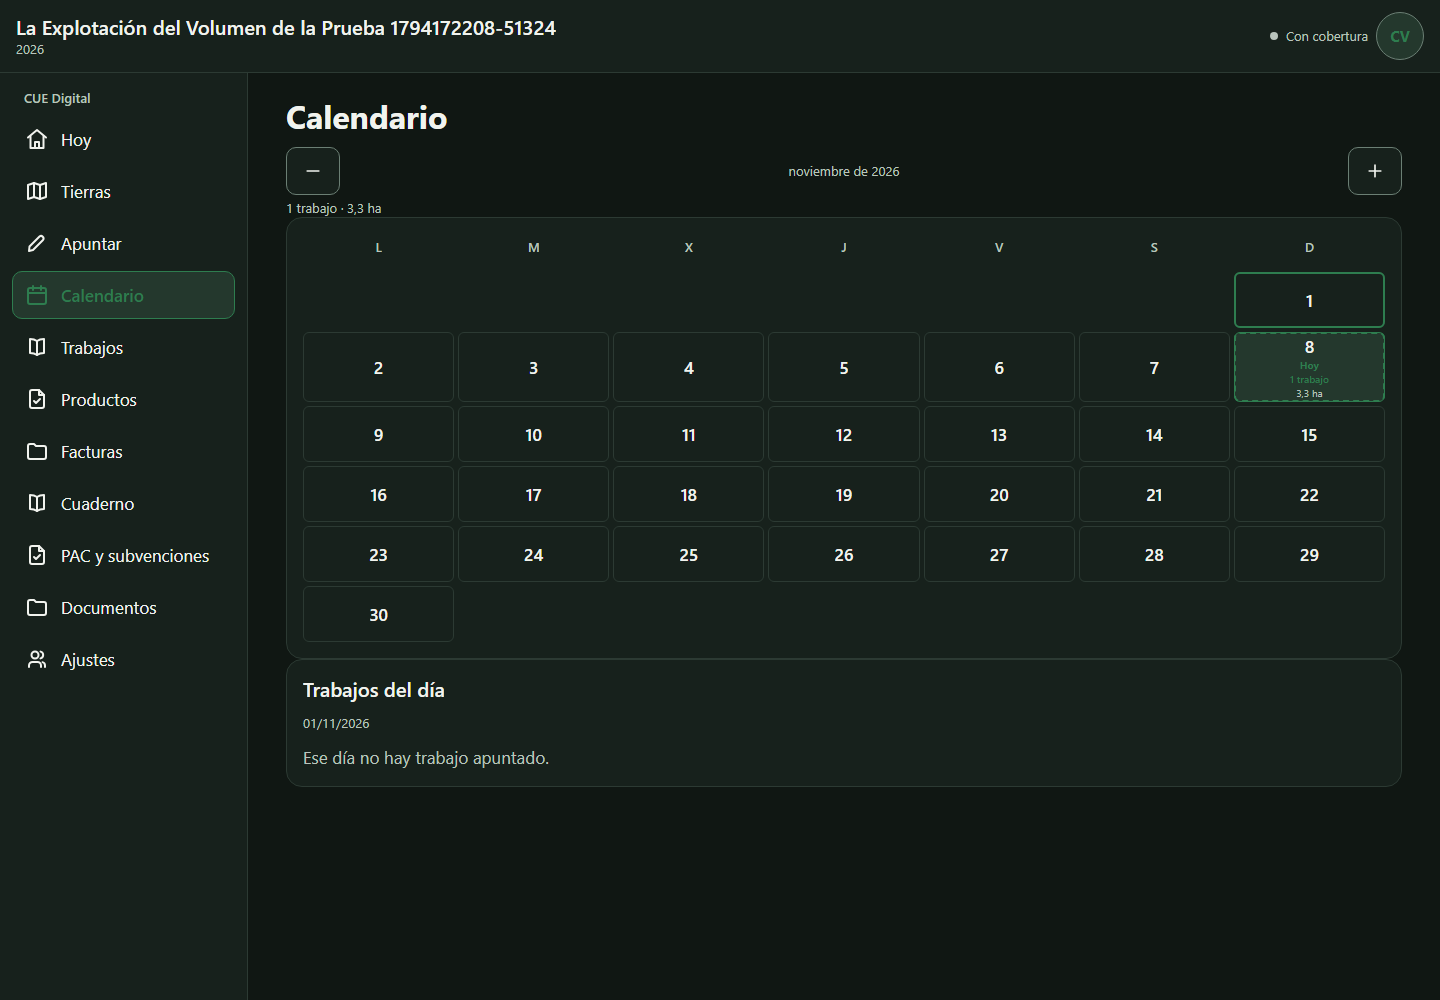 La Explotación del Volumen de la Prueba 1794172208-51324
2026
Con cobertura
CV
CUE Digital
Hoy
Tierras
Apuntar
Calendario
Trabajos
Productos
Facturas
Cuaderno
PAC y subvenciones
Documentos
Ajustes
Calendario
noviembre de 2026
1 trabajo · 3,3 ha
L M X J V S D
1
2 3 4 5 6 7 8
Hoy
1 trabajo
3,3 ha
9 10 11 12 13 14 15
16 17 18 19 20 21 22
23 24 25 26 27 28 29
30
Trabajos del día
01/11/2026
Ese día no hay trabajo apuntado.